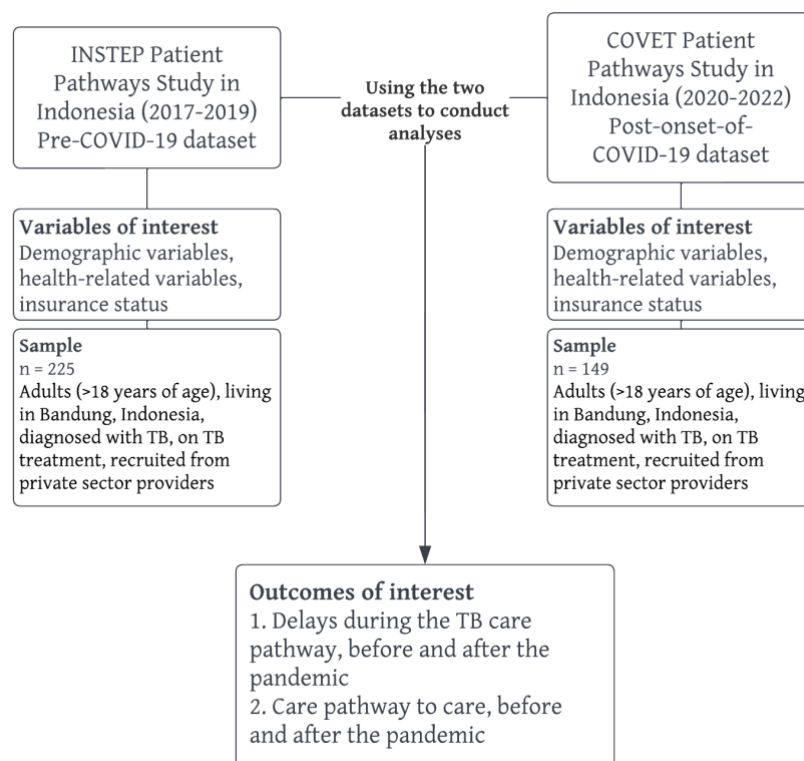 INSTEP Patient
Pathways Study in
Indonesia (2017-2019)
Pre-COVID-19 dataset
Using the two
datasets to conduct
analyses
COVET Patient
Pathways Study in
Indonesia (2020-2022)
Post-onset-of-
COVID-19 dataset
Variables of interest
Demographic variables,
health-related variables,
insurance status
Variables of interest
Demographic variables,
health-related variables,
insurance status
Sample
n = 225
Adults (>18 years of age), living
in Bandung, Indonesia,
diagnosed with TB, on TB
treatment, recruited from
private sector providers
Sample
n = 149
Adults (>18 years of age), living
in Bandung, Indonesia,
diagnosed with TB, on TB
treatment, recruited from
private sector providers
Outcomes of interest
1. Delays during the TB care
pathway, before and after the
pandemic
2. Care pathway to care, before
and after the pandemic